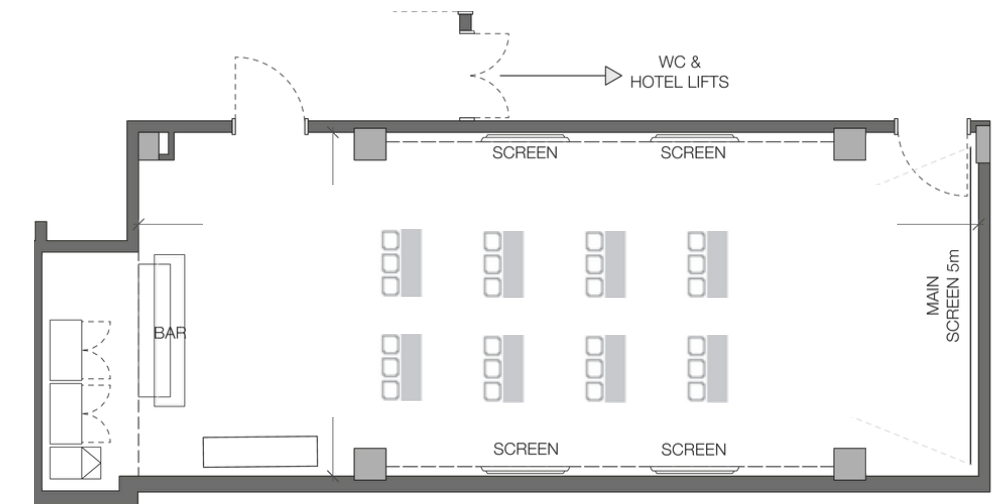 WC &
HOTEL LIFTS
SCREEN
SCREEN
BAR
MAIN
SCREEN 5m
SCREEN
SCREEN